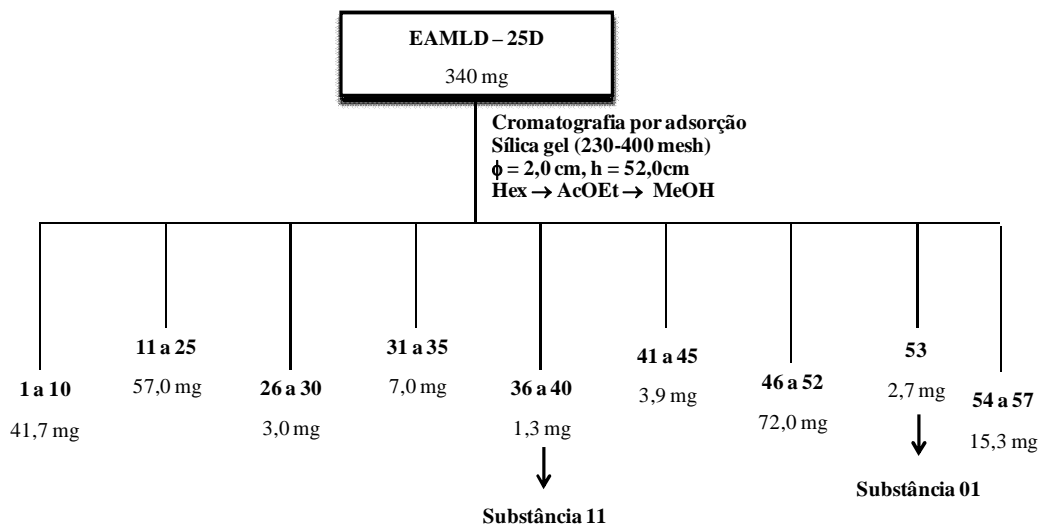 EAMLD – 25D
340 mg
Cromatografia por adsorção
Sílica gel (230-400 mesh)
ϕ = 2,0 cm, h = 52,0cm
Hex → AcOEt → MeOH
1 a 10
41,7 mg
11 a 25
57,0 mg
26 a 30
3,0 mg
31 a 35
7,0 mg
36 a 40
1,3 mg
Substância 11
41 a 45
3,9 mg
46 a 52
72,0 mg
53
2,7 mg
Substância 01
54 a 57
15,3 mg